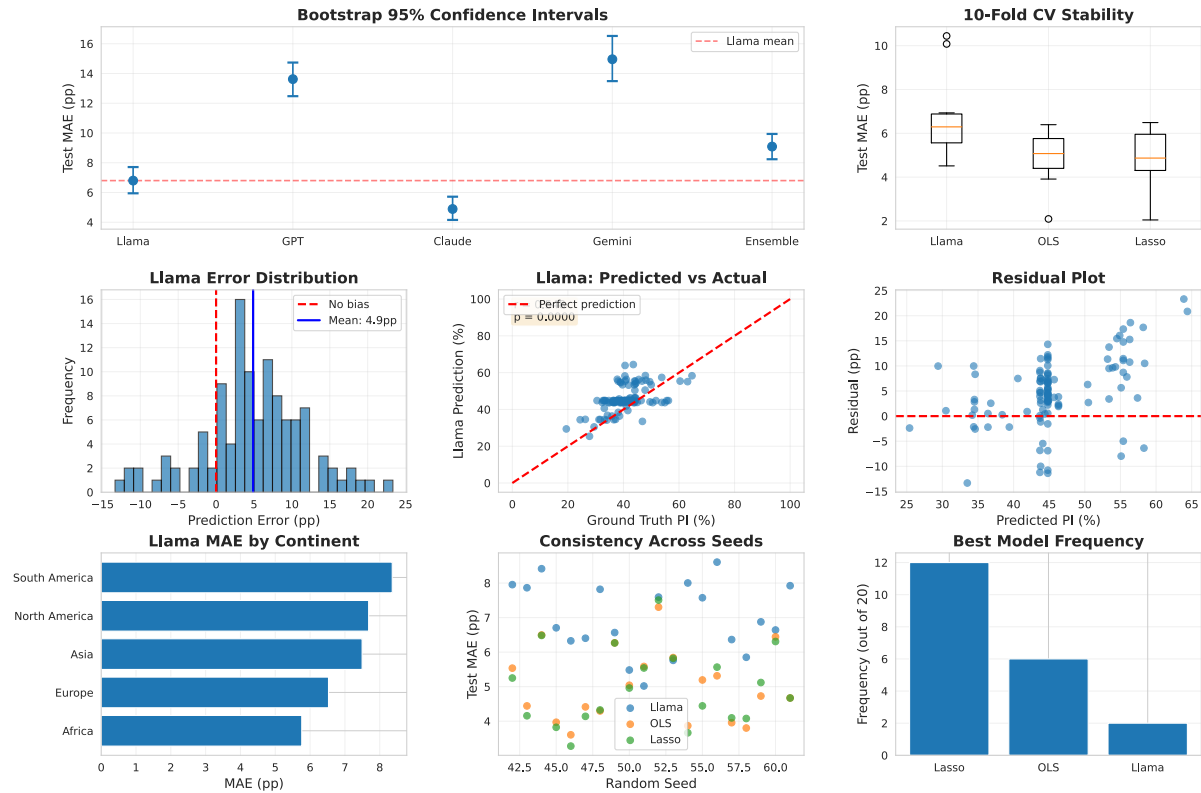 Bootstrap 95% Confidence Intervals
Test MAE (pp)
16
14
12
10
8
6
4
Llama mean
Llama
GPT
Claude
Gemini
Ensemble
10-Fold CV Stability
Test MAE (pp)
10
8
6
4
2
Llama
OLS
Lasso
Llama Error Distribution
Frequency
16
14
12
10
8
6
4
2
0
No bias
Mean: 4.9pp
−15
−10
−5
0
5
10
15
20
25
Prediction Error (pp)
Llama: Predicted vs Actual
Llama Prediction (%)
100
80
60
40
20
0
Perfect prediction
p = 0.0000
0
20
40
60
80
100
Ground Truth PI (%)
Residual Plot
Residual (pp)
25
20
15
10
5
0
−5
−10
−15
25
30
35
40
45
50
55
60
65
Predicted PI (%)
Llama MAE by Continent
South America
North America
Asia
Europe
Africa
0
1
2
3
4
5
6
7
8
MAE (pp)
Consistency Across Seeds
Test MAE (pp)
8
7
6
5
4
Llama
OLS
Lasso
42.5
45.0
47.5
50.0
52.5
55.0
57.5
60.0
Random Seed
Best Model Frequency
Frequency (out of 20)
12
10
8
6
4
2
0
Lasso
OLS
Llama